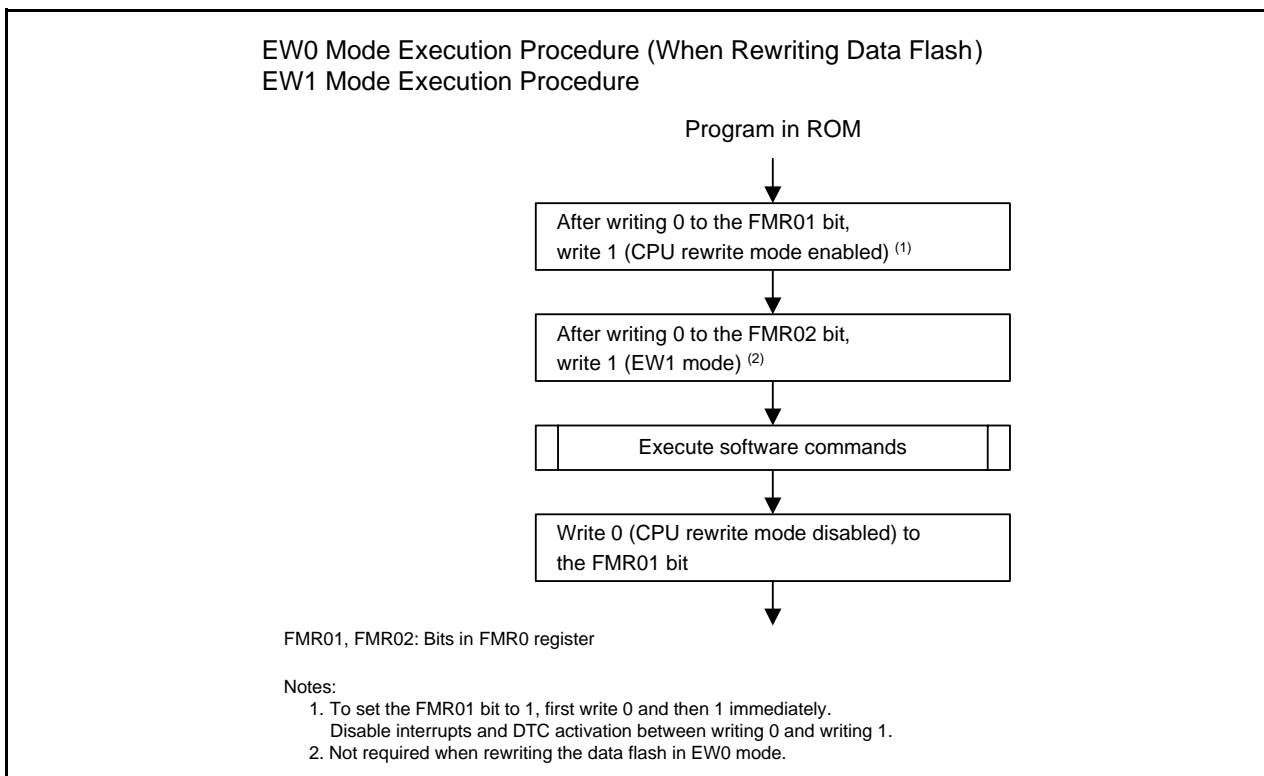 EW0 Mode Execution Procedure (When Rewriting Data Flash)
EW1 Mode Execution Procedure
Program in ROM
After writing 0 to the FMR01 bit,
write 1 (CPU rewrite mode enabled) (1)
After writing 0 to the FMR02 bit,
write 1 (EW1 mode) (2)
Execute software commands
Write 0 (CPU rewrite mode disabled) to
the FMR01 bit
FMR01, FMR02: Bits in FMR0 register
Notes:
1. To set the FMR01 bit to 1, first write 0 and then 1 immediately.
Disable interrupts and DTC activation between writing 0 and writing 1.
2. Not required when rewriting the data flash in EW0 mode.